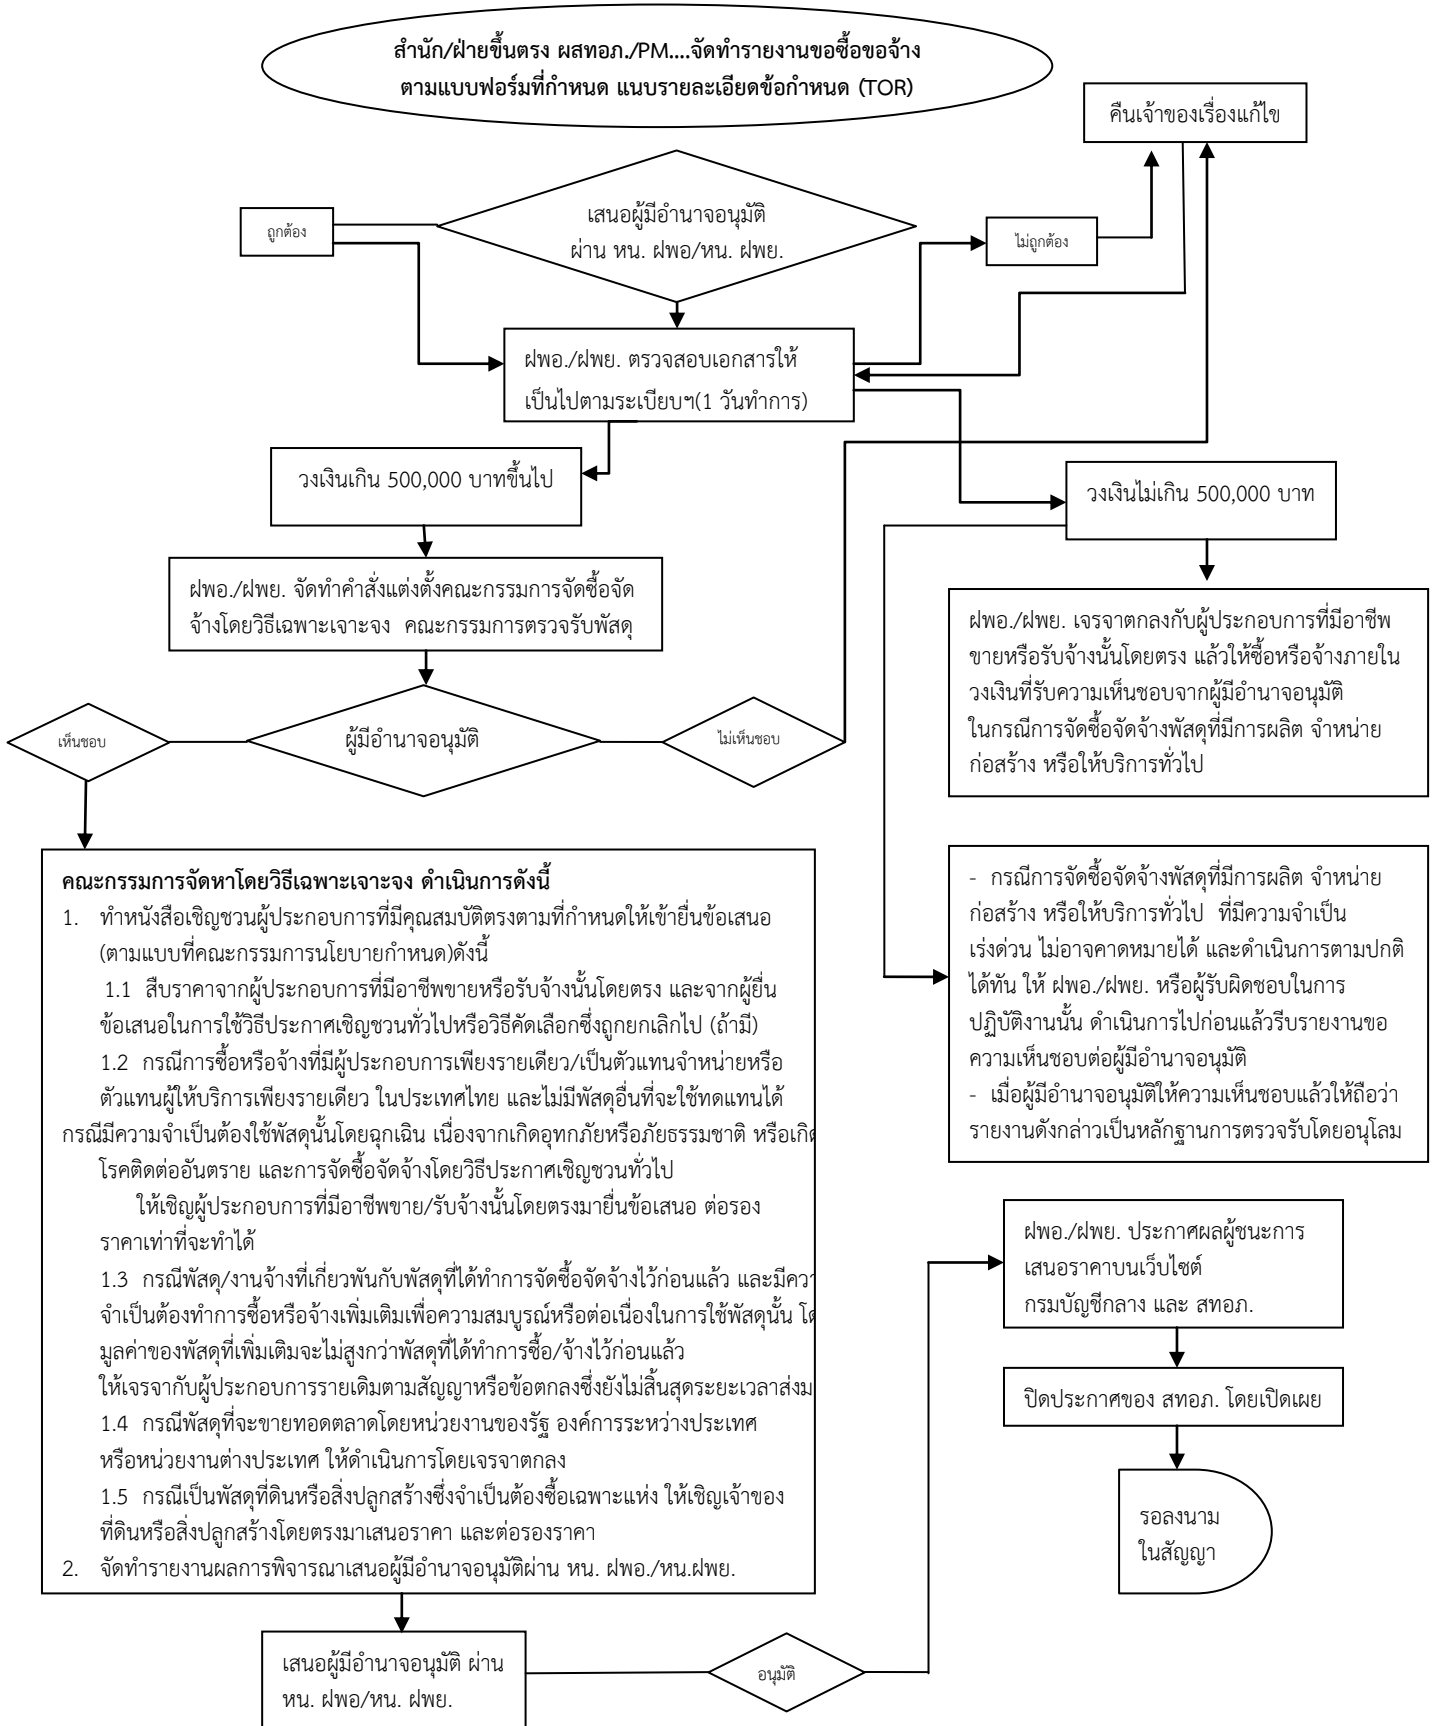 สำนัก/ฝ่ายขึ้นตรง ผสทอภ./PM....จัดทำรายงานขอซื้อขอจ้าง
ตามแบบฟอร์มที่กำหนด แนบรายละเอียดข้อกำหนด (TOR)
คืนเจ้าของเรื่องแก้ไข
เสนอผู้มีอำนาจอนุมัติ
ผ่าน หน. ฝพอ/หน. ฝพย.
ถูกต้อง
ไม่ถูกต้อง
ฝพอ./ฝพย. ตรวจสอบเอกสารให้
เป็นไปตามระเบียบฯ(1 วันทำการ)
วงเงินเกิน 500,000 บาทขึ้นไป
วงเงินไม่เกิน 500,000 บาท
ฝพอ./ฝพย. จัดทำคำสั่งแต่งตั้งคณะกรรมการจัดซื้อจัด
จ้างโดยวิธีเฉพาะเจาะจง  คณะกรรมการตรวจรับพัสดุ
ฝพอ./ฝพย. เจรจาตกลงกับผู้ประกอบการที่มีอาชีพ
ขายหรือรับจ้างนั้นโดยตรง แล้วให้ซื้อหรือจ้างภายใน
วงเงินที่รับความเห็นชอบจากผู้มีอำนาจอนุมัติ
ในกรณีการจัดซื้อจัดจ้างพัสดุที่มีการผลิต จำหน่าย
ก่อสร้าง หรือให้บริการทั่วไป
เห็นชอบ
ผู้มีอำนาจอนุมัติ
ไม่เห็นชอบ
คณะกรรมการจัดหาโดยวิธีเฉพาะเจาะจง ดำเนินการดังนี้
1. ทำหนังสือเชิญชวนผู้ประกอบการที่มีคุณสมบัติตรงตามที่กำหนดให้เข้ายื่นข้อเสนอ
(ตามแบบที่คณะกรรมการนโยบายกำหนด)ดังนี้
1.1 สืบราคาจากผู้ประกอบการที่มีอาชีพขายหรือรับจ้างนั้นโดยตรง และจากผู้ยื่น
ข้อเสนอในการใช้วิธีประกาศเชิญชวนทั่วไปหรือวิธีคัดเลือกซึ่งถูกยกเลิกไป (ถ้ามี)
1.2 กรณีการซื้อหรือจ้างที่มีผู้ประกอบการเพียงรายเดียว/เป็นตัวแทนจำหน่ายหรือ
ตัวแทนผู้ให้บริการเพียงรายเดียว ในประเทศไทย และไม่มีพัสดุอื่นที่จะใช้ทดแทนได้
กรณีมีความจำเป็นต้องใช้พัสดุนั้นโดยฉุกเฉิน เนื่องจากเกิดอุทกภัยหรือภัยธรรมชาติ หรือเกิด
โรคติดต่ออันตราย และการจัดซื้อจัดจ้างโดยวิธีประกาศเชิญชวนทั่วไป
ให้เชิญผู้ประกอบการที่มีอาชีพขาย/รับจ้างนั้นโดยตรงมายื่นข้อเสนอ ต่อรอง
ราคาเท่าที่จะทำได้
1.3 กรณีพัสดุ/งานจ้างที่เกี่ยวพันกับพัสดุที่ได้ทำการจัดซื้อจัดจ้างไว้ก่อนแล้ว และมีควา
จำเป็นต้องทำการซื้อหรือจ้างเพิ่มเติมเพื่อความสมบูรณ์หรือต่อเนื่องในการใช้พัสดุนั้น โด
มูลค่าของพัสดุที่เพิ่มเติมจะไม่สูงกว่าพัสดุที่ได้ทำการซื้อ/จ้างไว้ก่อนแล้ว
ให้เจรจากับผู้ประกอบการรายเดิมตามสัญญาหรือข้อตกลงซึ่งยังไม่สิ้นสุดระยะเวลาส่งม
1.4 กรณีพัสดุที่จะขายทอดตลาดโดยหน่วยงานของรัฐ องค์การระหว่างประเทศ
หรือหน่วยงานต่างประเทศ ให้ดำเนินการโดยเจรจาตกลง
1.5 กรณีเป็นพัสดุที่ดินหรือสิ่งปลูกสร้างซึ่งจำเป็นต้องซื้อเฉพาะแห่ง ให้เชิญเจ้าของ
ที่ดินหรือสิ่งปลูกสร้างโดยตรงมาเสนอราคา และต่อรองราคา
2. จัดทำรายงานผลการพิจารณาเสนอผู้มีอำนาจอนุมัติผ่าน หน. ฝพอ./หน.ฝพย.
- กรณีการจัดซื้อจัดจ้างพัสดุที่มีการผลิต จำหน่าย
ก่อสร้าง หรือให้บริการทั่วไป  ที่มีความจำเป็น
เร่งด่วน ไม่อาจคาดหมายได้ และดำเนินการตามปกติ
ได้ทัน ให้ ฝพอ./ฝพย. หรือผู้รับผิดชอบในการ
ปฏิบัติงานนั้น ดำเนินการไปก่อนแล้วรีบรายงานขอ
ความเห็นชอบต่อผู้มีอำนาจอนุมัติ
- เมื่อผู้มีอำนาจอนุมัติให้ความเห็นชอบแล้วให้ถือว่า
รายงานดังกล่าวเป็นหลักฐานการตรวจรับโดยอนุโลม
ฝพอ./ฝพย. ประกาศผลผู้ชนะการ
เสนอราคาบนเว็บไซต์
กรมบัญชีกลาง และ สทอภ.
ปิดประกาศของ สทอภ. โดยเปิดเผย
รอลงนาม
ในสัญญา
เสนอผู้มีอำนาจอนุมัติ ผ่าน
หน. ฝพอ/หน. ฝพย.
อนุมัติ